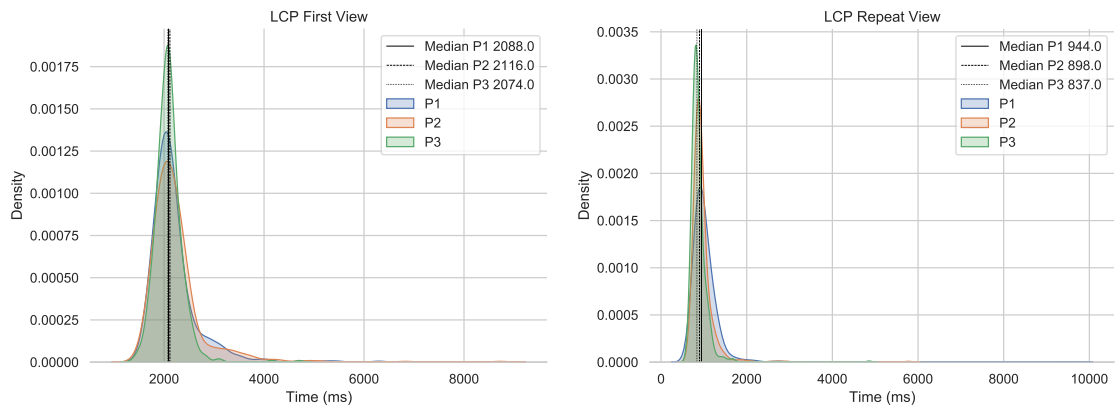 LCP First View
Median P1 2088.0
Median P2 2116.0
Median P3 2074.0
P1
P2
P3
0.00175
0.00150
0.00125
0.00100
0.00075
0.00050
0.00025
0.00000
Density
2000
4000
6000
8000
Time (ms)
LCP Repeat View
Median P1 944.0
Median P2 898.0
Median P3 837.0
P1
P2
P3
0.0035
0.0030
0.0025
0.0020
0.0015
0.0010
0.0005
0.0000
Density
0
2000
4000
6000
8000
10000
Time (ms)